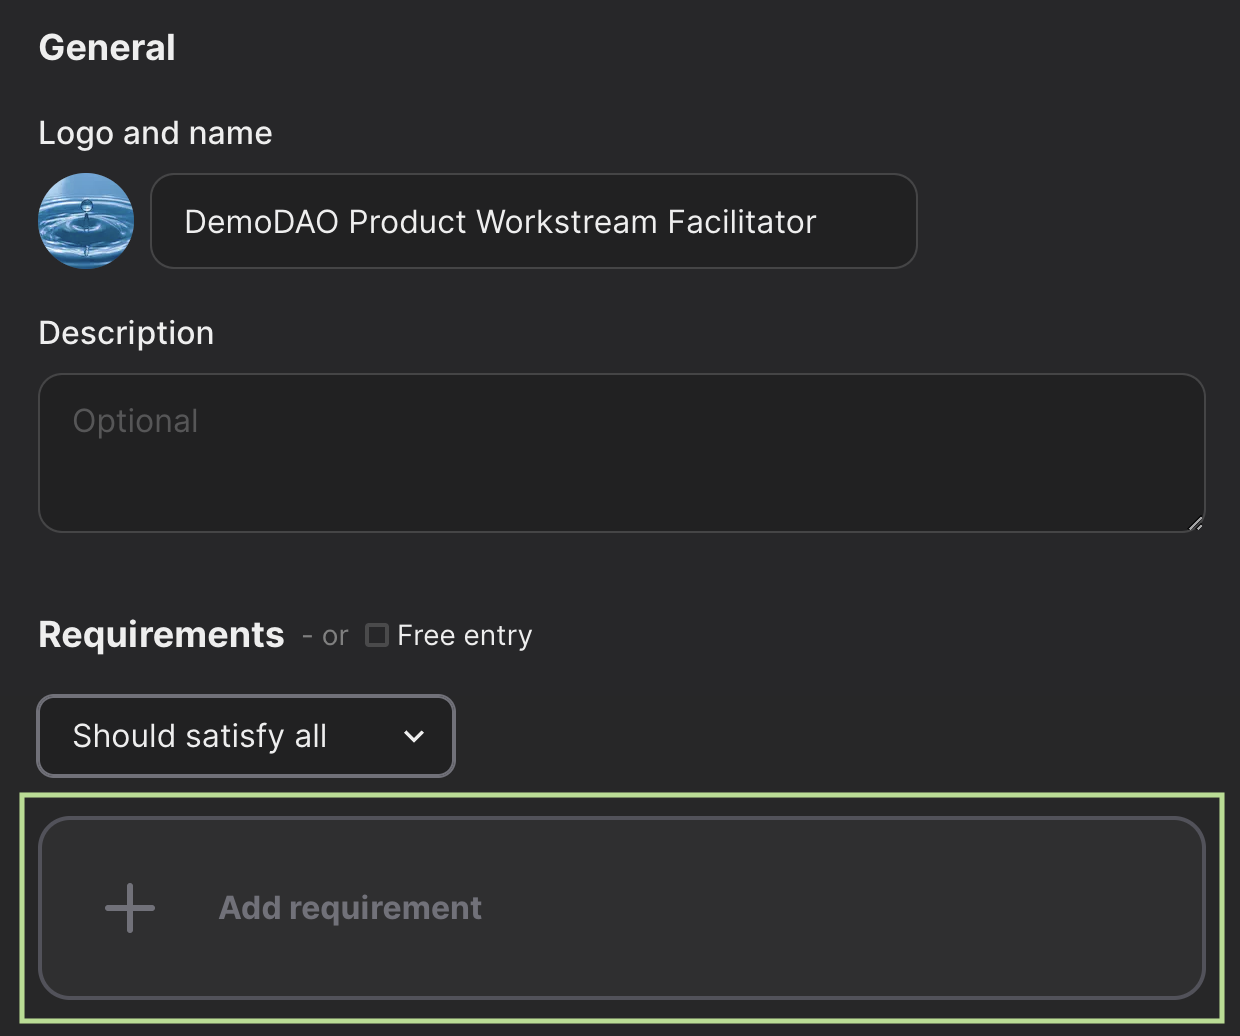 General
Logo and name
DemoDAO Product Workstream Facilitator
Description
Optional
Requirements - or Free entry
Should satisfy all
Add requirement